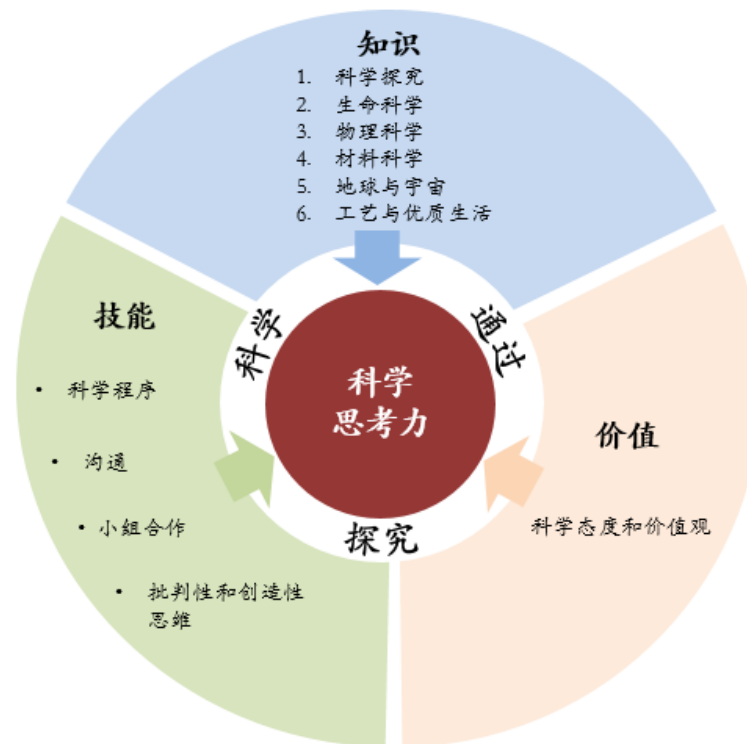 知识
1. 科学探究
2. 生命科学
3. 物理科学
4. 材料科学
5. 地球与宇宙
6. 工艺与优质生活
技能
• 科学程序
• 沟通
• 小组合作
• 批判性和创造性
思维
科学
通过
探究
科学
思考力
价值
科学态度和价值观